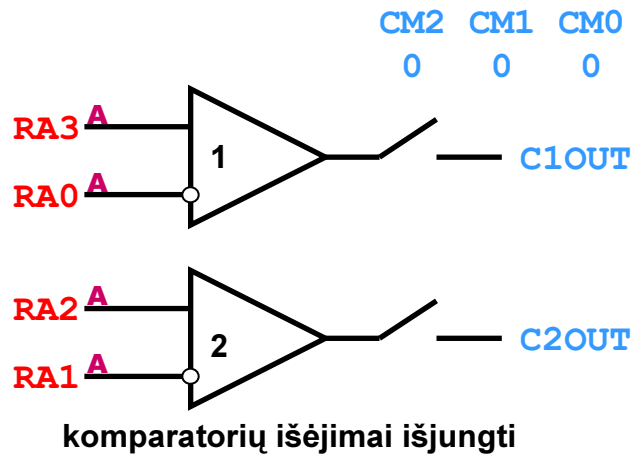 CM2 CM1 CM0
0 0 0
RA3 A
1
C1OUT
RA0 A
RA2 A
2
C2OUT
RA1 A
komparatorių išėjimai išjungti